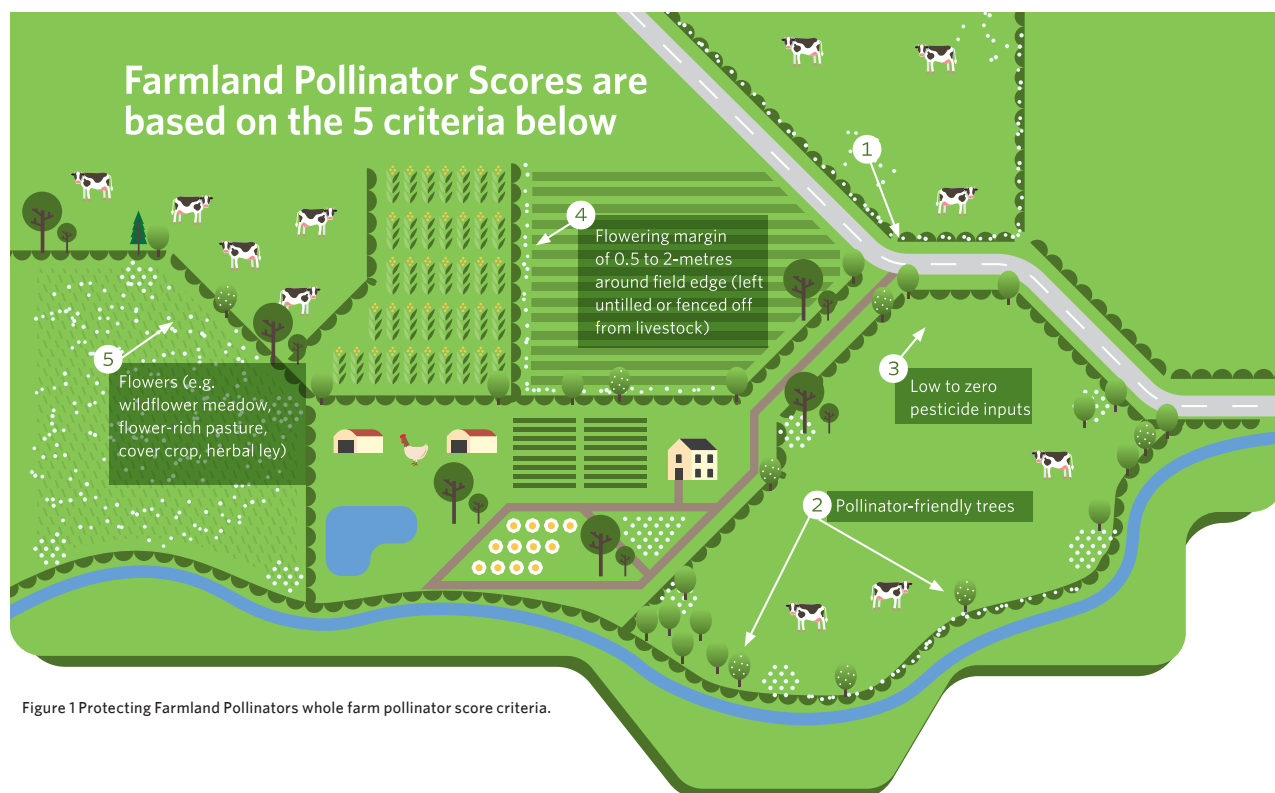 Farmland Pollinator Scores are
based on the 5 criteria below
1
4
Flowering margin
of 0.5 to 2-metres
around field edge (left
untilled or fenced off
from livestock)
5
Flowers (e.g.
wildflower meadow,
flower-rich pasture,
cover crop, herbal ley)
3
Low to zero
pesticide inputs
2
Pollinator-friendly trees
Figure 1 Protecting Farmland Pollinators whole farm pollinator score criteria.